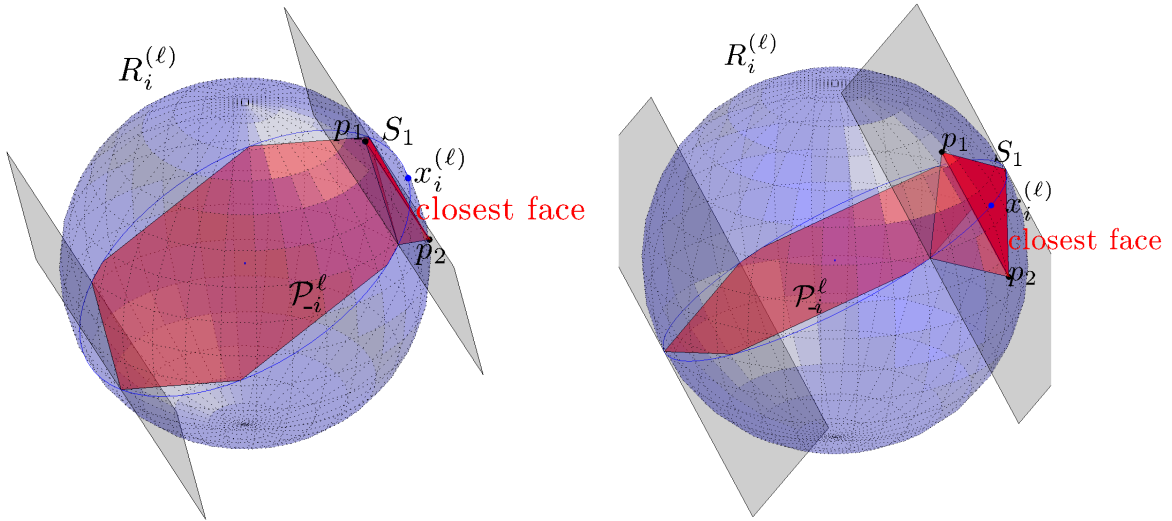 R_i^{(ℓ)}
p_1 S_1
x_i^{(ℓ)}
closest face
p_2
𝒫_{-i}^ℓ
R_i^{(ℓ)}
p_1
S_1
x_i^{(ℓ)}
closest face
p_2
𝒫_{-i}^ℓ